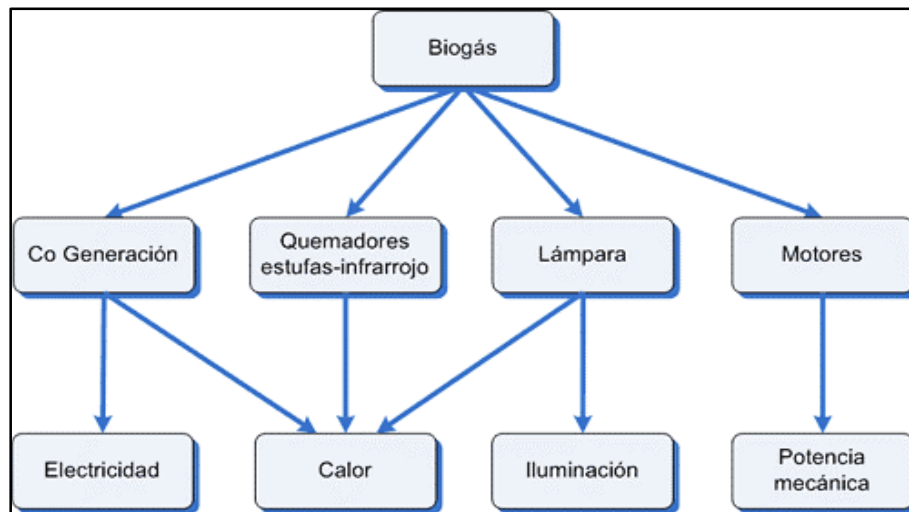 Biogás
Co Generación
Quemadores
estufas-infrarrojo
Lámpara
Motores
Electricidad
Calor
Iluminación
Potencia
mecánica